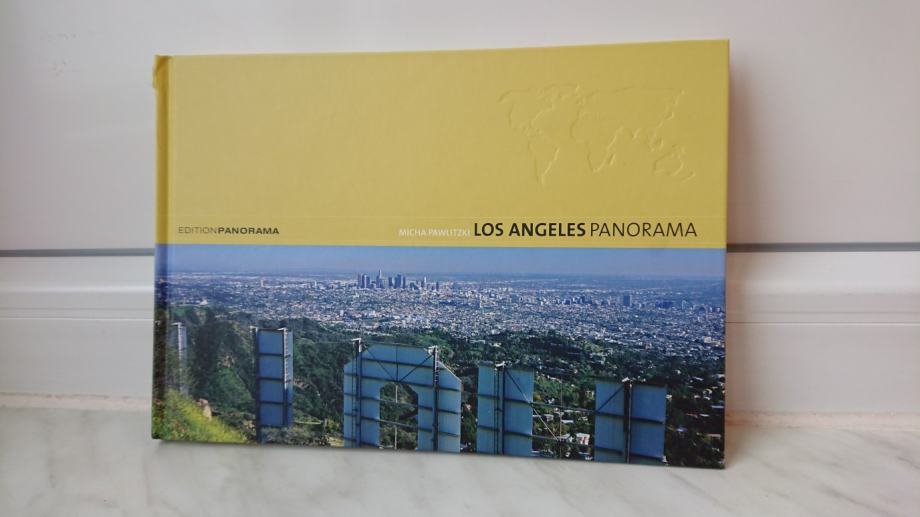 EDITIONPANORAMA
MICHA PAWLITZKI LOS ANGELES PANORAMA